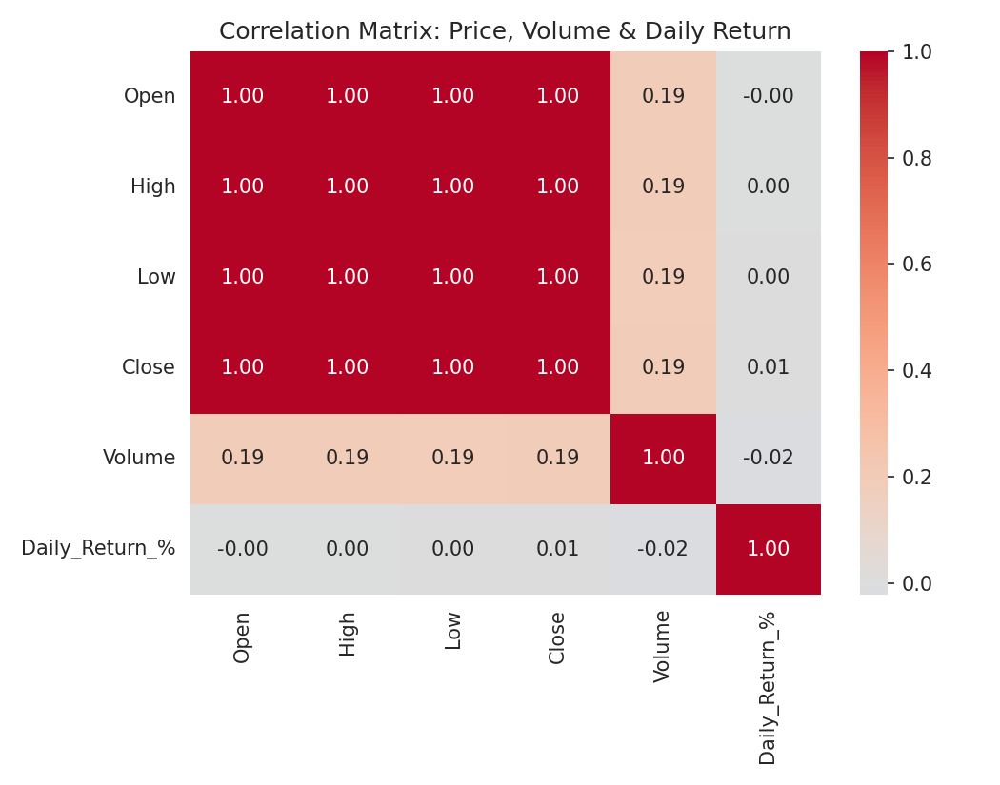 Correlation Matrix: Price, Volume & Daily Return
Open 1.00 1.00 1.00 1.00 0.19 -0.00
High 1.00 1.00 1.00 1.00 0.19 0.00
Low 1.00 1.00 1.00 1.00 0.19 0.00
Close 1.00 1.00 1.00 1.00 0.19 0.01
Volume 0.19 0.19 0.19 0.19 1.00 -0.02
Daily_Return_% -0.00 0.00 0.00 0.01 -0.02 1.00
Open High Low Close Volume Daily_Return_%
1.0
0.8
0.6
0.4
0.2
0.0